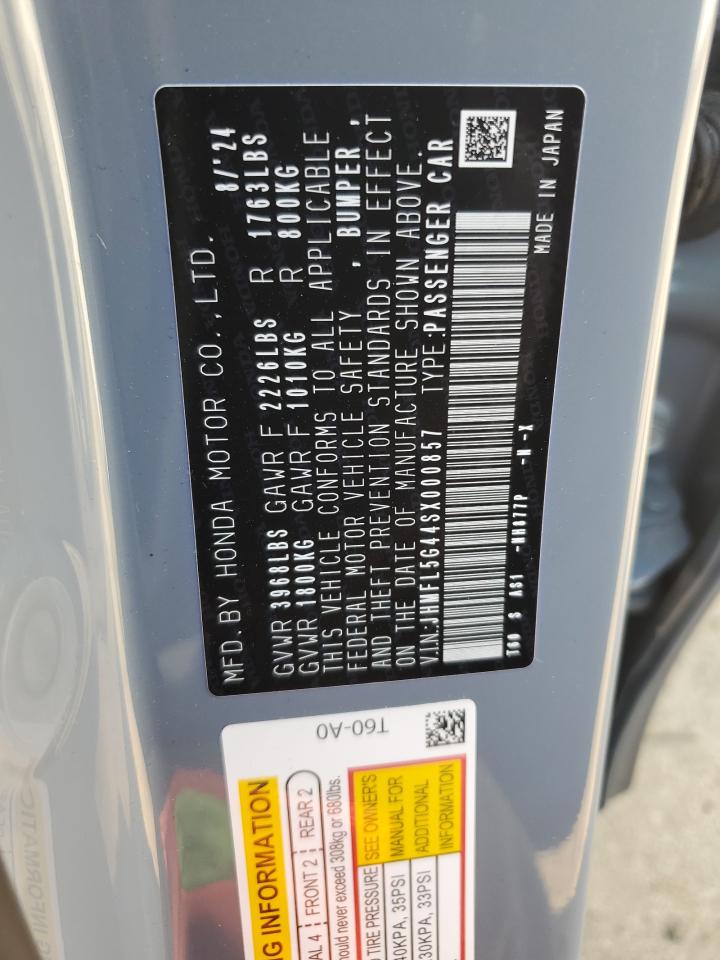 MFD. BY HONDA MOTOR CO.,LTD. 8/'24
GVWR 3968LBS GAWR F 2226LBS R 1763LBS
GVWR 1800KG GAWR F 1010KG R 800KG
THIS VEHICLE CONFORMS TO ALL APPLICABLE
FEDERAL MOTOR VEHICLE SAFETY , BUMPER ,
AND THEFT PREVENTION STANDARDS IN EFFECT
ON THE DATE OF MANUFACTURE SHOWN ABOVE.
V.I.N:JHMFL5G44SX000857 TYPE:PASSENGER CAR
T60 S AS1 -NH877P -N-X
MADE IN JAPAN
T60-A0
INFORMATION
4 FRONT 2 REAR 2
should never exceed 308kg or 680lbs.
TIRE PRESSURE SEE OWNER'S
MANUAL FOR
35PSI
ADDITIONAL
33PSI
INFORMATION